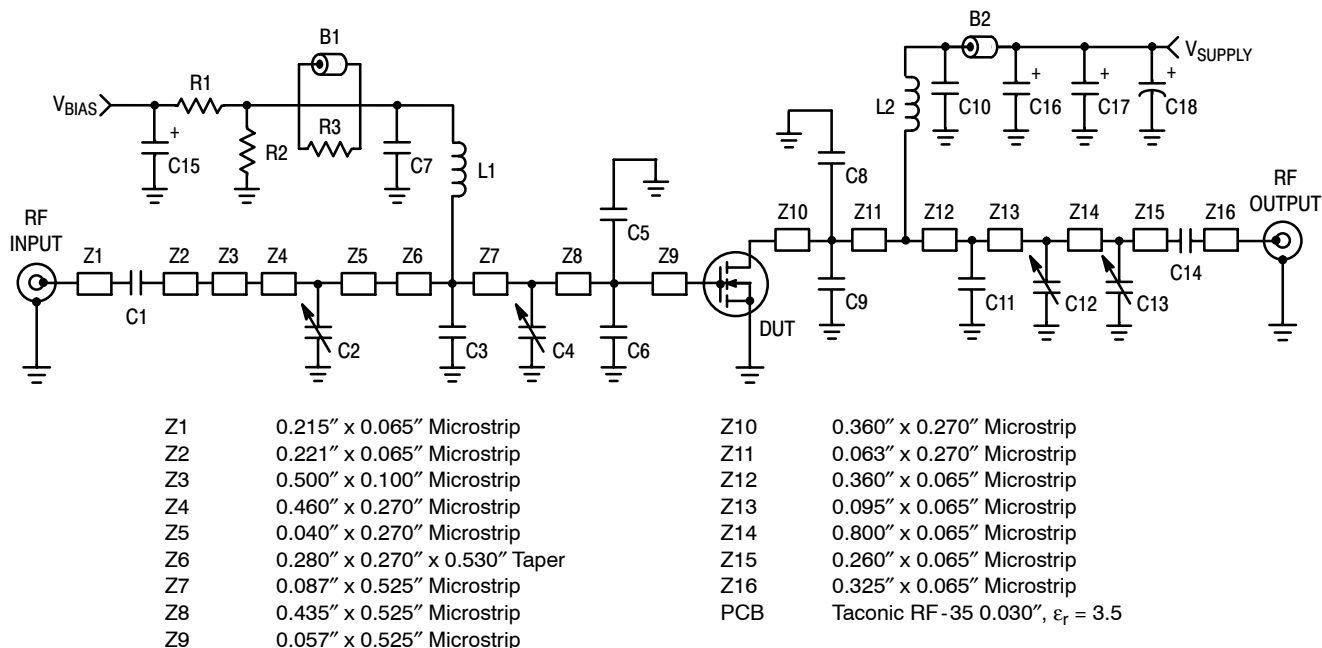 B1
B2
V_SUPPLY
R1
V_BIAS
+
+
+
+
C10
C16
C17
C18
L2
R3
R2
C15
C7
L1
C8
C5
RF
INPUT
RF
OUTPUT
Z10
Z11
Z12
Z13
Z14
Z15
Z16
Z1
Z2
Z3
Z4
Z5
Z6
Z7
Z8
Z9
C14
C1
C9
C11
C12
C13
DUT
C2
C3
C4
C6
Z1 0.215″ x 0.065″ Microstrip
Z2 0.221″ x 0.065″ Microstrip
Z3 0.500″ x 0.100″ Microstrip
Z4 0.460″ x 0.270″ Microstrip
Z5 0.040″ x 0.270″ Microstrip
Z6 0.280″ x 0.270″ x 0.530″ Taper
Z7 0.087″ x 0.525″ Microstrip
Z8 0.435″ x 0.525″ Microstrip
Z9 0.057″ x 0.525″ Microstrip
Z10 0.360″ x 0.270″ Microstrip
Z11 0.063″ x 0.270″ Microstrip
Z12 0.360″ x 0.065″ Microstrip
Z13 0.095″ x 0.065″ Microstrip
Z14 0.800″ x 0.065″ Microstrip
Z15 0.260″ x 0.065″ Microstrip
Z16 0.325″ x 0.065″ Microstrip
PCB Taconic RF-35 0.030″, εr = 3.5